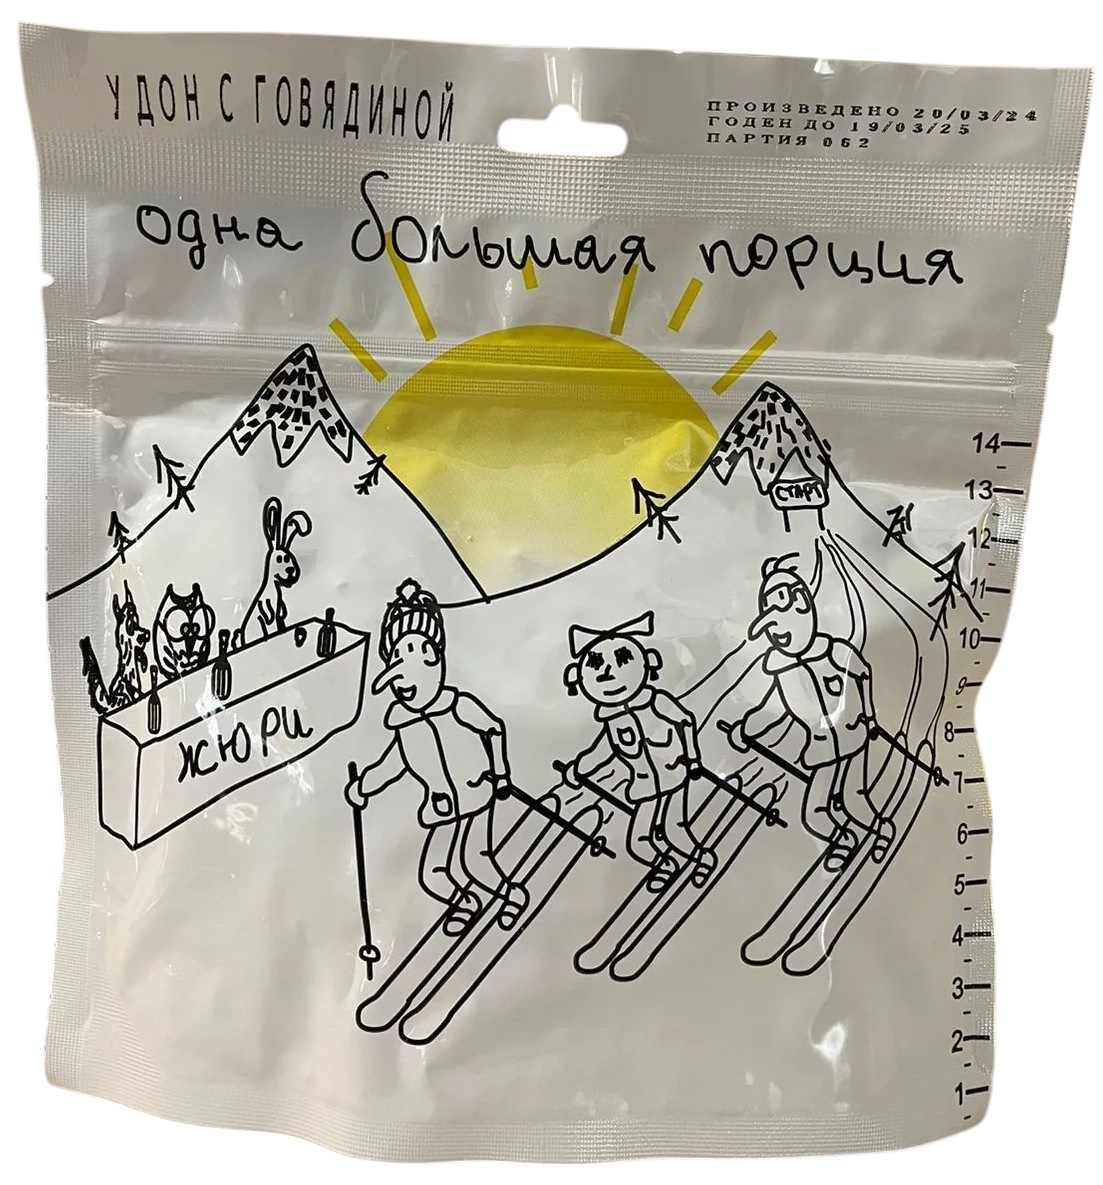 УДОН С ГОВЯДИНОЙ
ПРОИЗВЕДЕНО 20/03/24
ГОДЕН ДО 19/03/25
ПАРТИЯ 062
одна большая порция
СТАРТ
ЖЮРИ
14
13
12
11
10
9
8
7
6
5
4
3
2
1